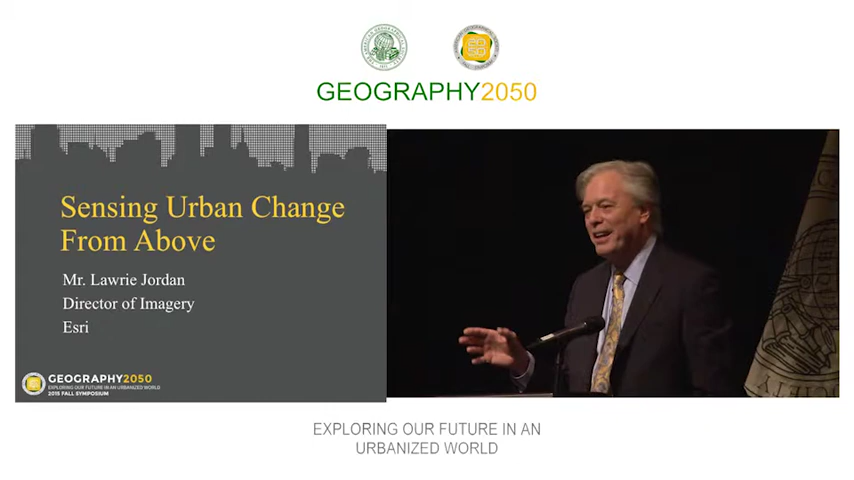 GEOGRAPHY2050
Sensing Urban Change
From Above
Mr. Lawrie Jordan
Director of Imagery
Esri
GEOGRAPHY2050
EXPLORING OUR FUTURE IN AN URBANIZED WORLD
2015 FALL SYMPOSIUM
EXPLORING OUR FUTURE IN AN
URBANIZED WORLD